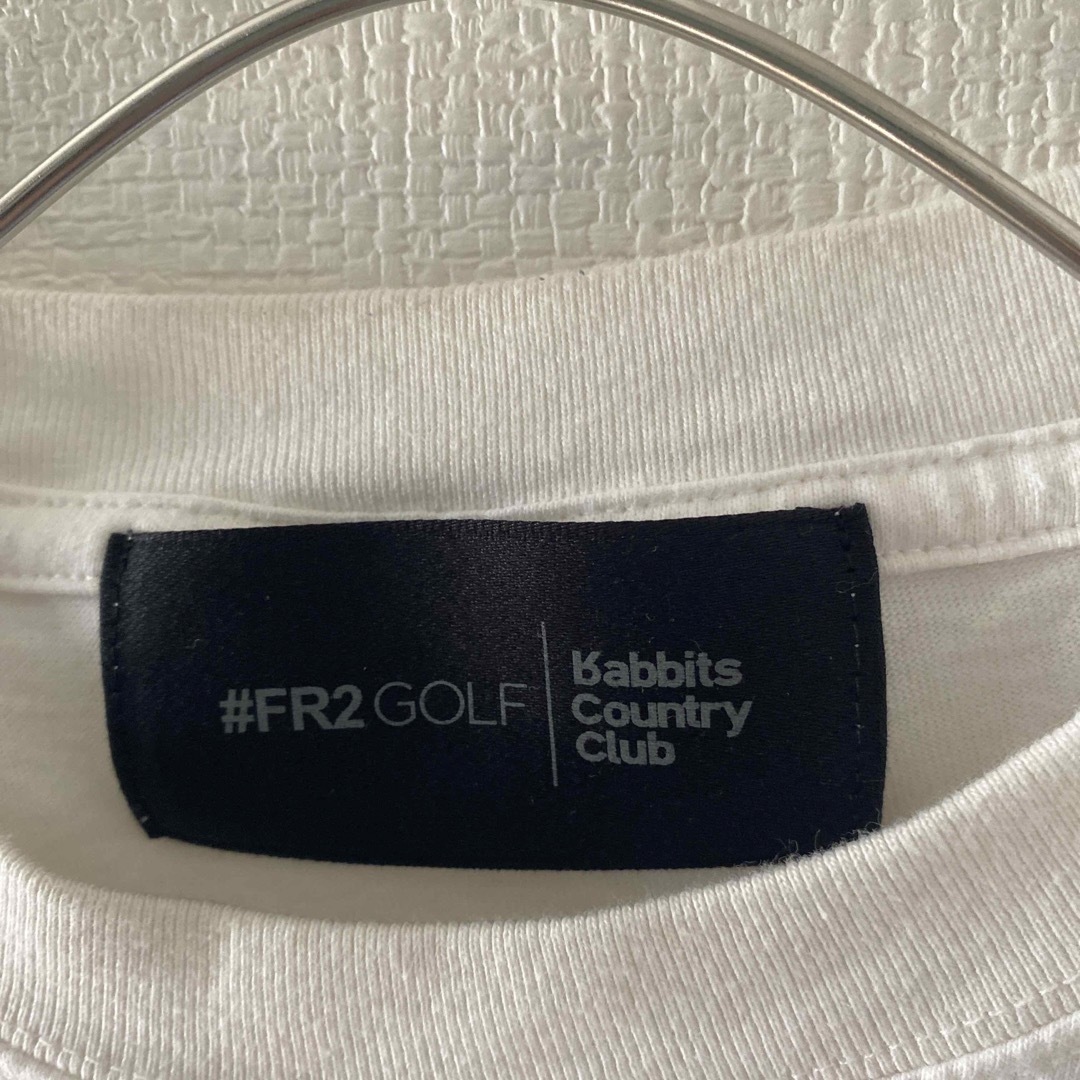 #FR2 GOLF
Rabbits
Country
Club